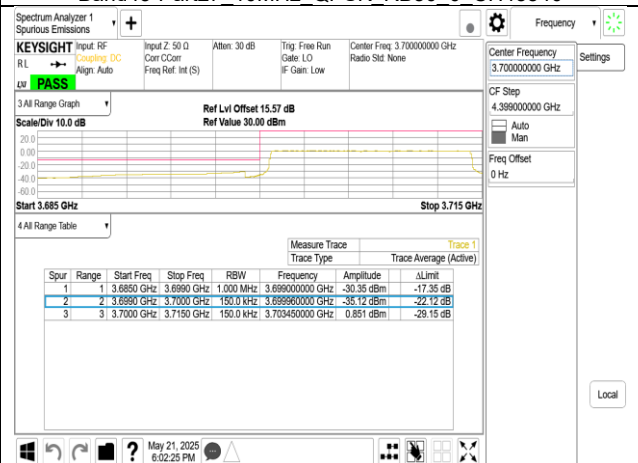 Spectrum Analyzer 1
Spurious Emissions
+
Frequency
KEYSIGHT
RL
LXI PASS
Input: RF
Coupling: DC
Align: Auto
Input Z: 50 Ω
Corr CCorr
Freq Ref: Int (S)
Atten: 30 dB
Trig: Free Run
Gate: LO
IF Gain: Low
Center Freq: 3.700000000 GHz
Radio Std: None
Center Frequency
3.700000000 GHz
Settings
CF Step
4.399000000 GHz
Auto
Man
Freq Offset
0 Hz
3 All Range Graph
Scale/Div 10.0 dB
Ref Lvl Offset 15.57 dB
Ref Value 30.00 dBm
20.0
0.00
-20.0
-40.0
-60.0
Start 3.685 GHz
Stop 3.715 GHz
4 All Range Table
Measure Trace Trace 1
Trace Type Trace Average (Active)
Spur Range Start Freq Stop Freq RBW Frequency Amplitude ΔLimit
1 1 3.6850 GHz 3.6990 GHz 1.000 MHz 3.699000000 GHz -30.35 dBm -17.35 dB
2 2 3.6990 GHz 3.7000 GHz 150.0 kHz 3.699960000 GHz -35.12 dBm -22.12 dB
3 3 3.7000 GHz 3.7150 GHz 150.0 kHz 3.703450000 GHz 0.851 dBm -29.15 dB
Local
?
May 21, 2025
6:02:25 PM